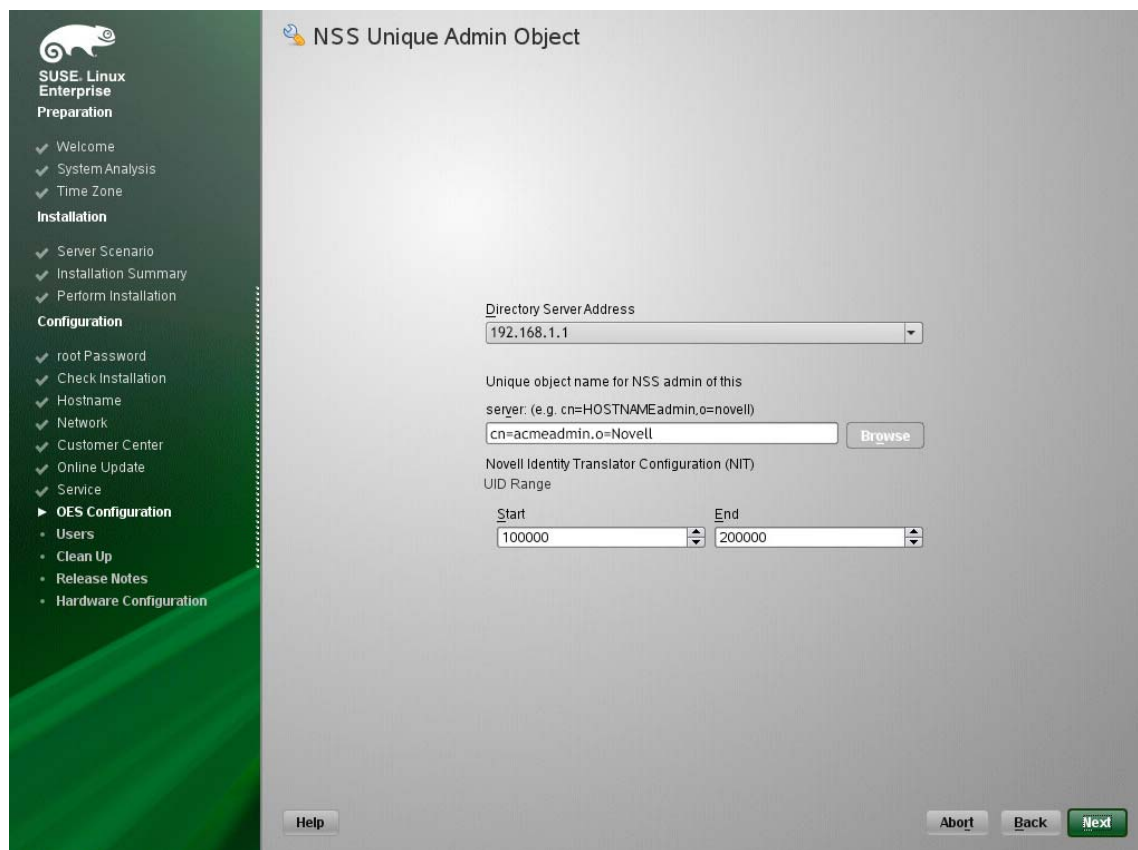 SUSE. Linux
Enterprise
Preparation
Welcome
System Analysis
Time Zone
Installation
Server Scenario
Installation Summary
Perform Installation
Configuration
root Password
Check Installation
Hostname
Network
Customer Center
Online Update
Service
OES Configuration
Users
Clean Up
Release Notes
Hardware Configuration
NSS Unique Admin Object
Directory Server Address
192.168.1.1
Unique object name for NSS admin of this
server: (e.g. cn=HOSTNAMEadmin,o=novell)
cn=acmeadmin.o=Novell
Browse
Novell Identity Translator Configuration (NIT)
UID Range
Start End
100000 200000
Help Abort Back Next